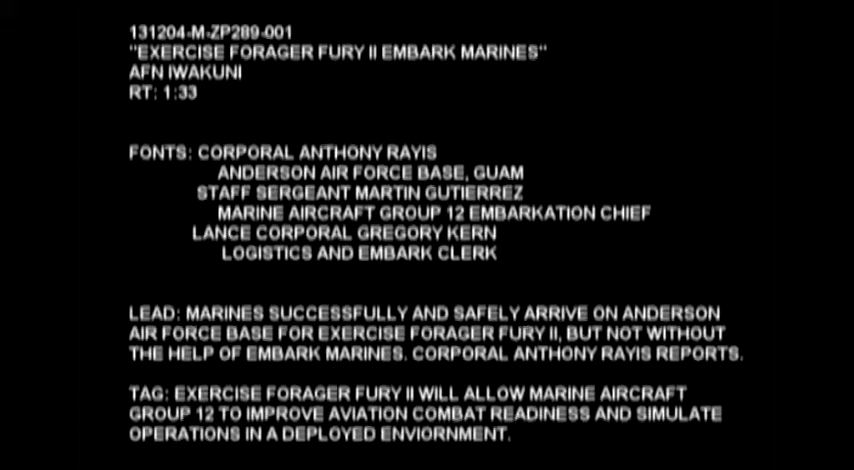 131204-M-ZP289-001
"EXERCISE FORAGER FURY II EMBARK MARINES"
AFN IWAKUNI
RT: 1:33
FONTS: CORPORAL ANTHONY RAYIS
ANDERSON AIR FORCE BASE, GUAM
STAFF SERGEANT MARTIN GUTIERREZ
MARINE AIRCRAFT GROUP 12 EMBARKATION CHIEF
LANCE CORPORAL GREGORY KERN
LOGISTICS AND EMBARK CLERK
LEAD: MARINES SUCCESSFULLY AND SAFELY ARRIVE ON ANDERSON
AIR FORCE BASE FOR EXERCISE FORAGER FURY II, BUT NOT WITHOUT
THE HELP OF EMBARK MARINES. CORPORAL ANTHONY RAYIS REPORTS.
TAG: EXERCISE FORAGER FURY II WILL ALLOW MARINE AIRCRAFT
GROUP 12 TO IMPROVE AVIATION COMBAT READINESS AND SIMULATE
OPERATIONS IN A DEPLOYED ENVIORNMENT.